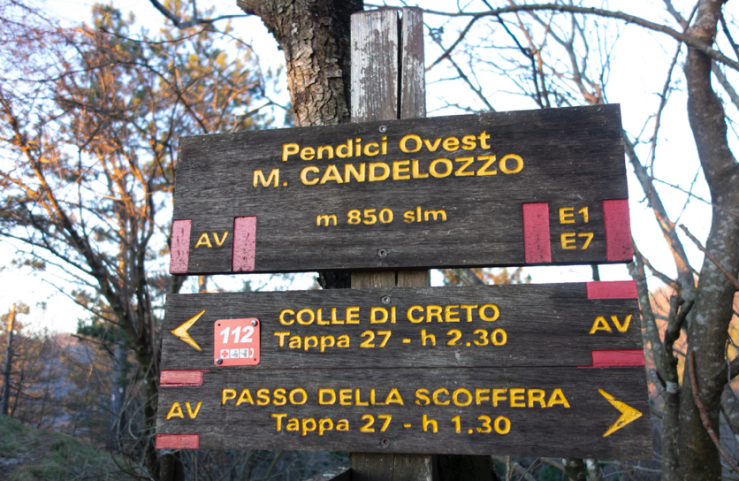 Pendici Ovest
M. CANDELOZZO
m 850 slm
AV
E1
E7
COLLE DI CRETO
112
Tappa 27 - h 2.30
AV
PASSO DELLA SCOFFERA
AV
Tappa 27 - h 1.30